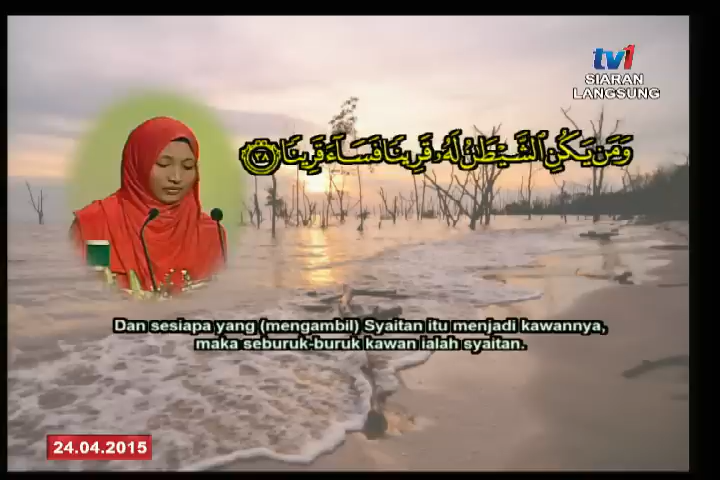 tv1
SIARAN
LANGSUNG
وَمَن يَكُنِ ٱلشَّيْطَٰنُ لَهُۥ قَرِينًا فَسَآءَ قَرِينًا ٣٨
Dan sesiapa yang (mengambil) Syaitan itu menjadi kawannya,
maka seburuk-buruk kawan ialah syaitan.
24.04.2015